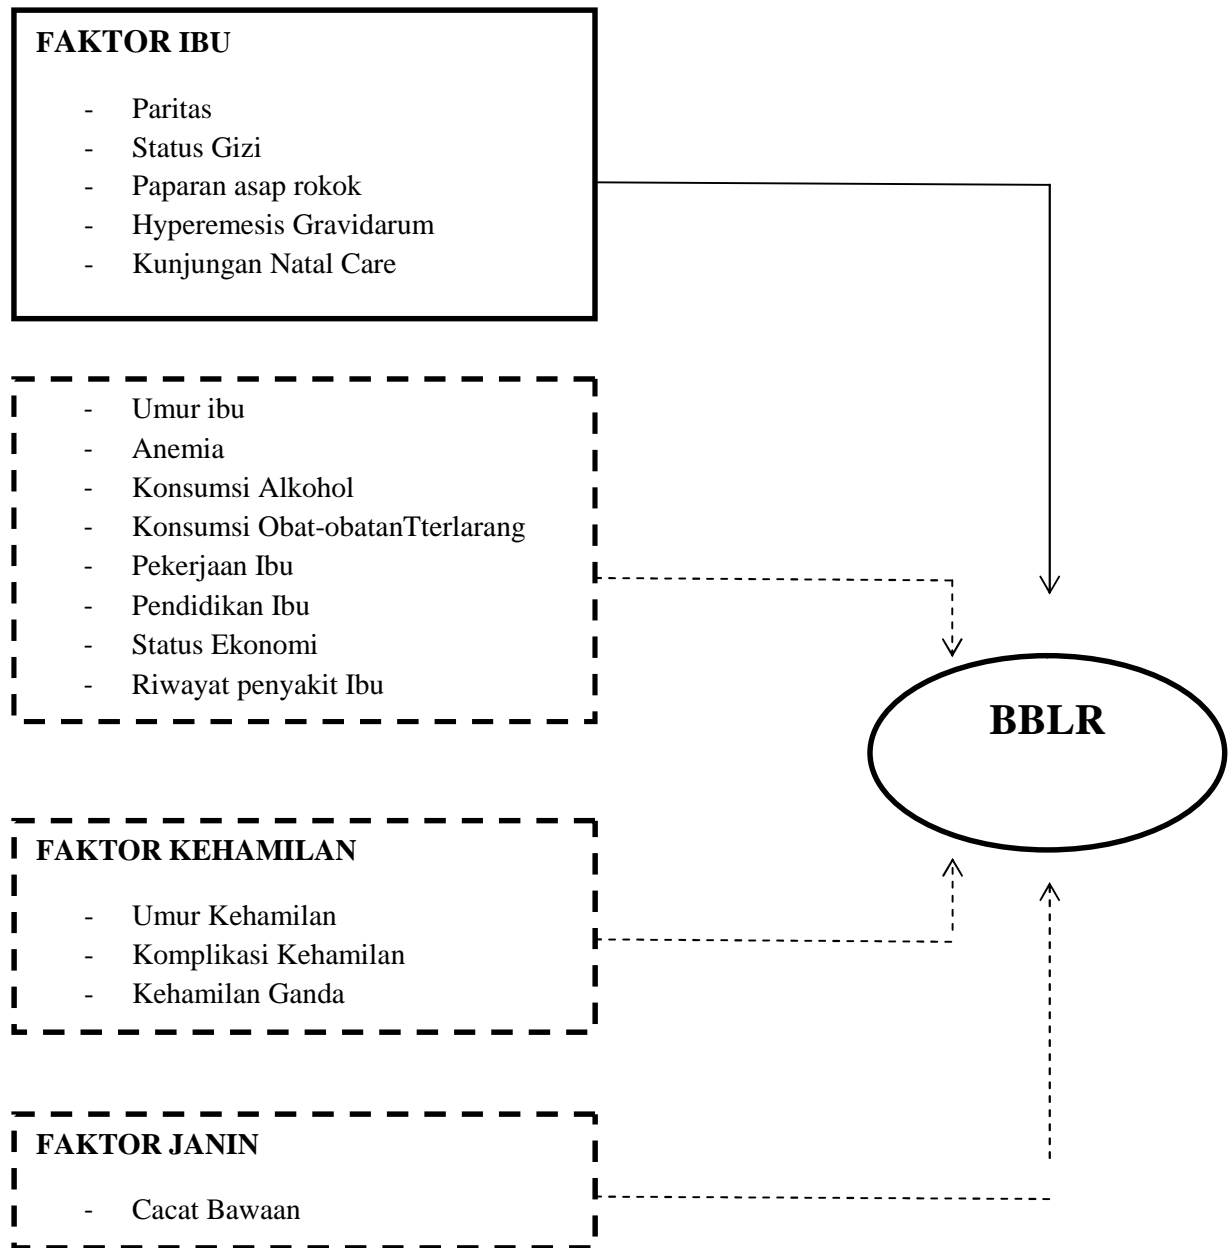 FAKTOR IBU
- Paritas
- Status Gizi
- Paparan asap rokok
- Hyperemesis Gravidarum
- Kunjungan Natal Care
- Umur ibu
- Anemia
- Konsumsi Alkohol
- Konsumsi Obat-obatanTterlarang
- Pekerjaan Ibu
- Pendidikan Ibu
- Status Ekonomi
- Riwayat penyakit Ibu
BBLR
FAKTOR KEHAMILAN
- Umur Kehamilan
- Komplikasi Kehamilan
- Kehamilan Ganda
FAKTOR JANIN
- Cacat Bawaan